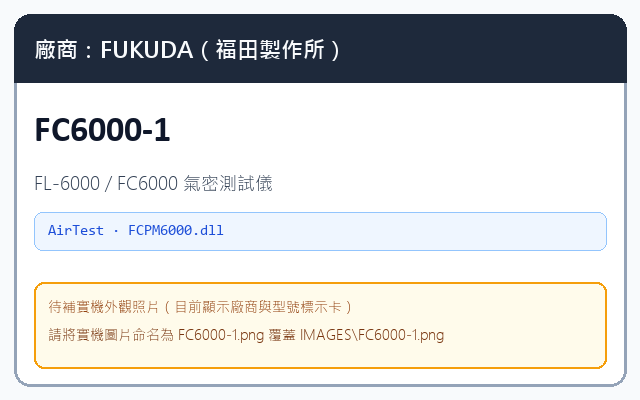 廠商：FUKUDA（福田製作所）
FC6000-1
FL-6000 / FC6000 氣密測試儀
AirTest · FCPM6000.dll
待補實機外觀照片（目前顯示廠商與型號標示卡）
請將實機圖片命名為 FC6000-1.png 覆蓋 IMAGES\FC6000-1.png